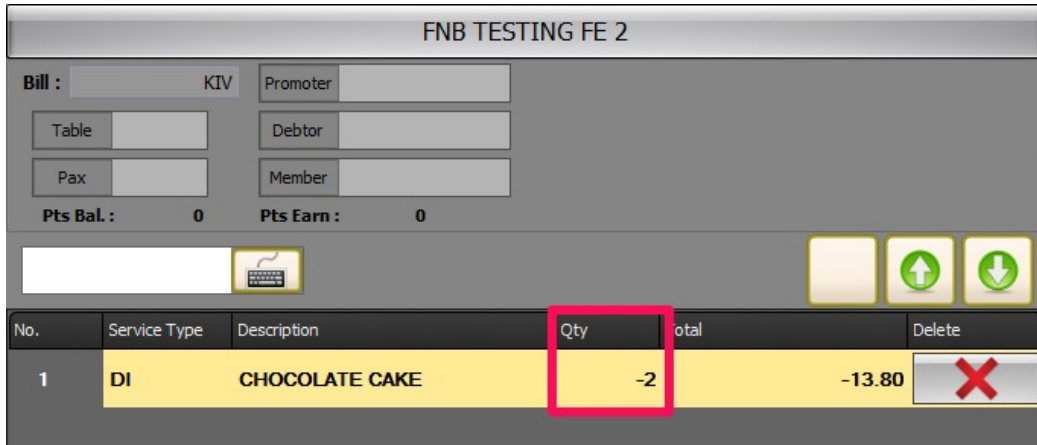 FNB TESTING FE 2
Bill : KIV Promoter
Table Debtor
Pax Member
Pts Bal. : 0 Pts Earn : 0
No. Service Type Description Qty Total Delete
1 DI CHOCOLATE CAKE -2 -13.80